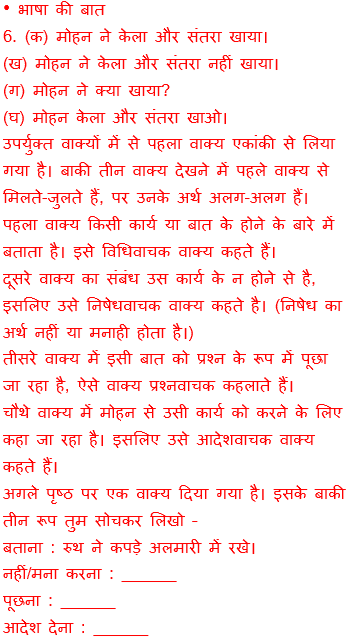 • भाषा की बात
6. (क) मोहन ने केला और संतरा खाया।
(ख) मोहन ने केला और संतरा नहीं खाया।
(ग) मोहन ने क्या खाया?
(घ) मोहन केला और संतरा खाओ।
उपर्युक्त वाक्यों में से पहला वाक्य एकांकी से लिया
गया है। बाकी तीन वाक्य देखने में पहले वाक्य से
मिलते-जुलते हैं, पर उनके अर्थ अलग-अलग हैं।
पहला वाक्य किसी कार्य या बात के होने के बारे में
बताता है। इसे विधिवाचक वाक्य कहते हैं।
दूसरे वाक्य का संबंध उस कार्य के न होने से है,
इसलिए उसे निषेधवाचक वाक्य कहते है। (निषेध का
अर्थ नहीं या मनाही होता है।)
तीसरे वाक्य में इसी बात को प्रश्न के रूप में पूछा
जा रहा है, ऐसे वाक्य प्रश्नवाचक कहलाते हैं।
चौथे वाक्य में मोहन से उसी कार्य को करने के लिए
कहा जा रहा है। इसलिए उसे आदेशवाचक वाक्य
कहते हैं।
अगले पृष्ठ पर एक वाक्य दिया गया है। इसके बाकी
तीन रूप तुम सोचकर लिखो -
बताना : रुथ ने कपड़े अलमारी में रखे।
नहीं/मना करना : ______
पूछना : ______
आदेश देना : ______